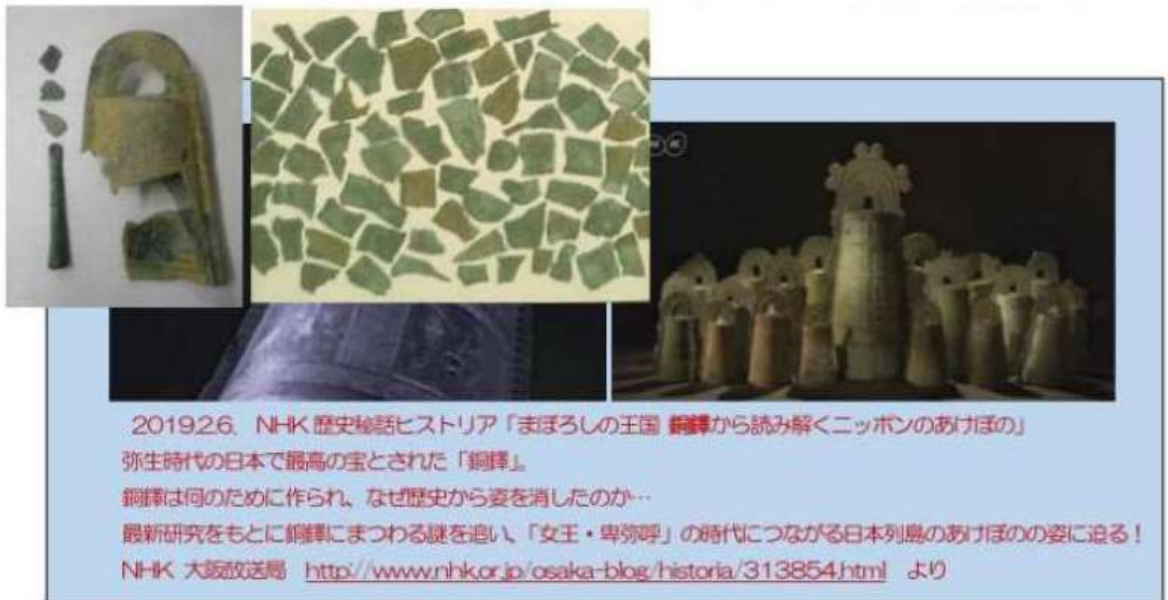 2019.2.6. NHK 歴史秘話ヒストリア「まぼろしの王国 銅鐸から読み解くニッポンのあけぼの」
弥生時代の日本で最高の宝とされた「銅鐸」。
銅鐸は何のために作られ、なぜ歴史から姿を消したのか…
最新研究をもとに銅鐸にまつわる謎を追い、「女王・卑弥呼」の時代につながる日本列島のあけぼのの姿に迫る！
NHK 大阪放送局 http://www.nhk.or.jp/osaka-blog/historia/313854.html より